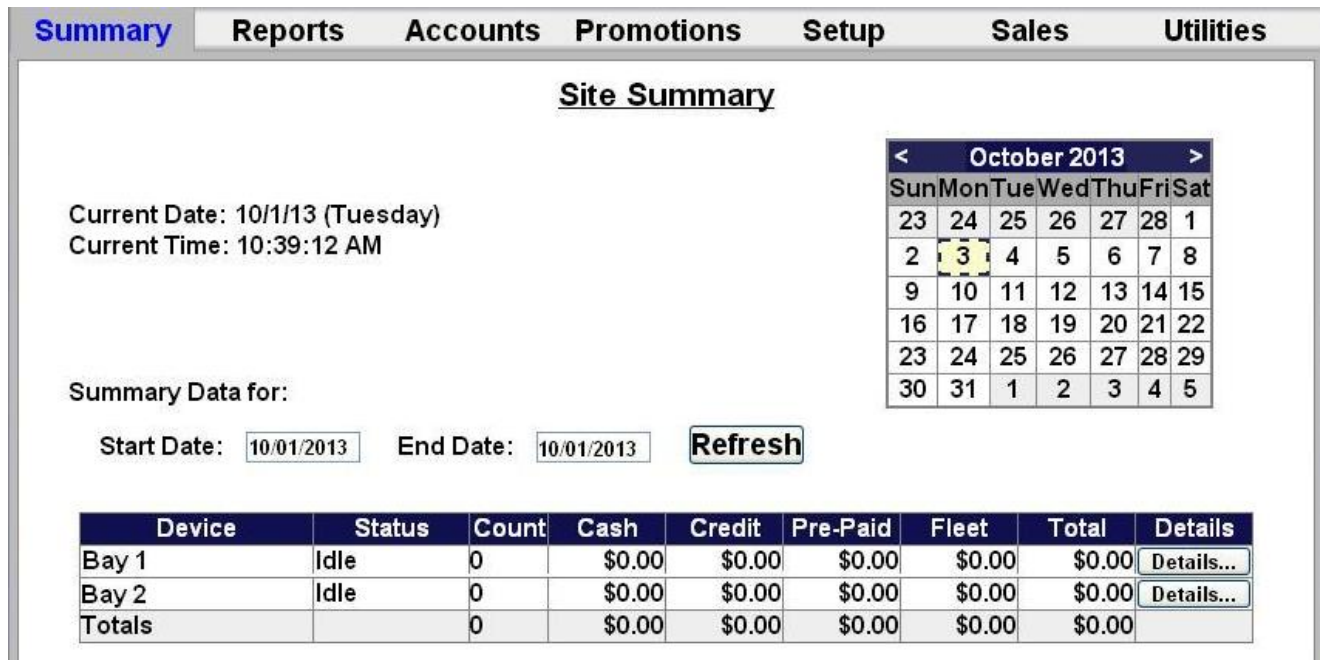 Summary Reports Accounts Promotions Setup Sales Utilities
Site Summary
< October 2013 >
Sun Mon Tue Wed Thu Fri Sat
23 24 25 26 27 28 1
2 3 4 5 6 7 8
9 10 11 12 13 14 15
16 17 18 19 20 21 22
23 24 25 26 27 28 29
30 31 1 2 3 4 5
Current Date: 10/1/13 (Tuesday)
Current Time: 10:39:12 AM
Summary Data for:
Start Date: 10/01/2013 End Date: 10/01/2013 Refresh
Device Status Count Cash Credit Pre-Paid Fleet Total Details
Bay 1 Idle 0 $0.00 $0.00 $0.00 $0.00 $0.00 Details...
Bay 2 Idle 0 $0.00 $0.00 $0.00 $0.00 $0.00 Details...
Totals 0 $0.00 $0.00 $0.00 $0.00 $0.00